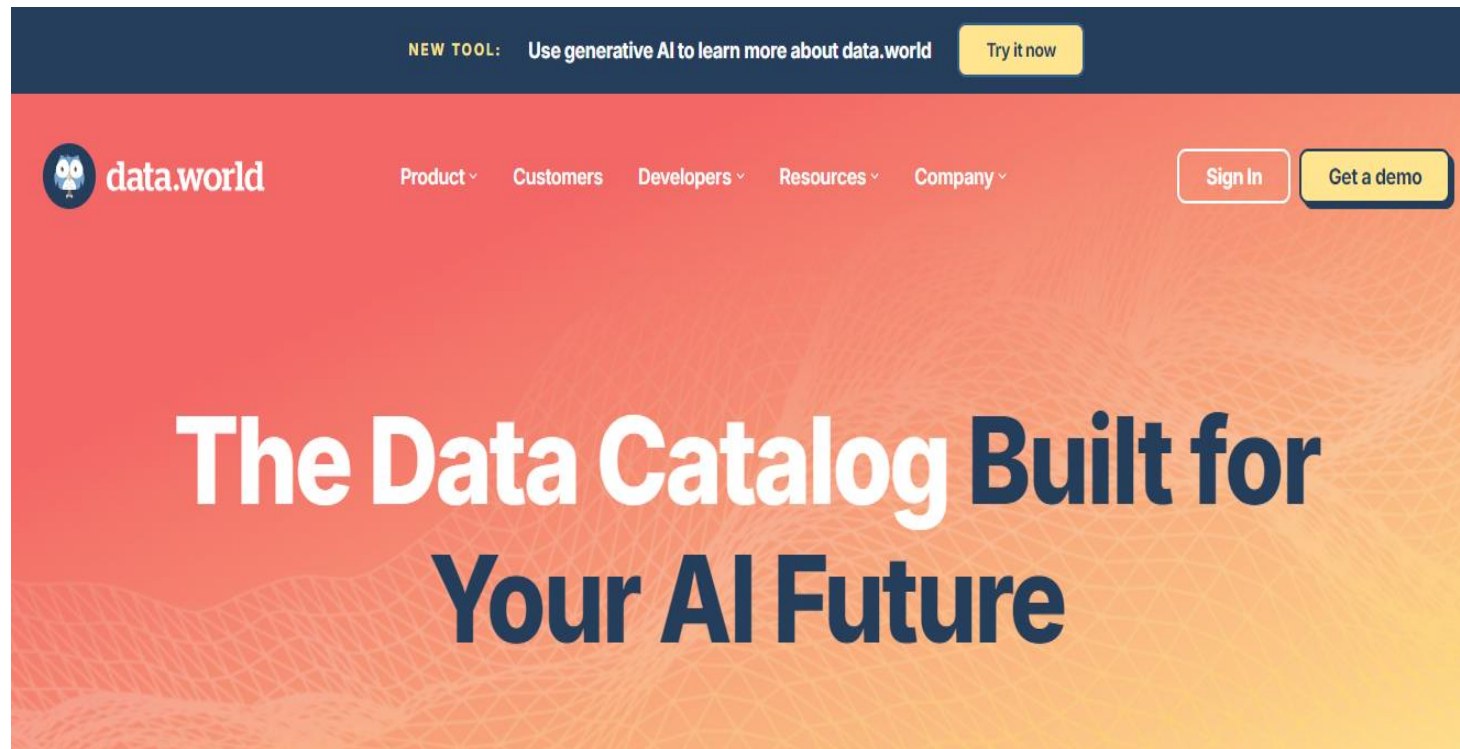 NEW TOOL: Use generative AI to learn more about data.world Try it now
data.world Product Customers Developers Resources Company Sign In Get a demo
The Data Catalog Built for
Your AI Future